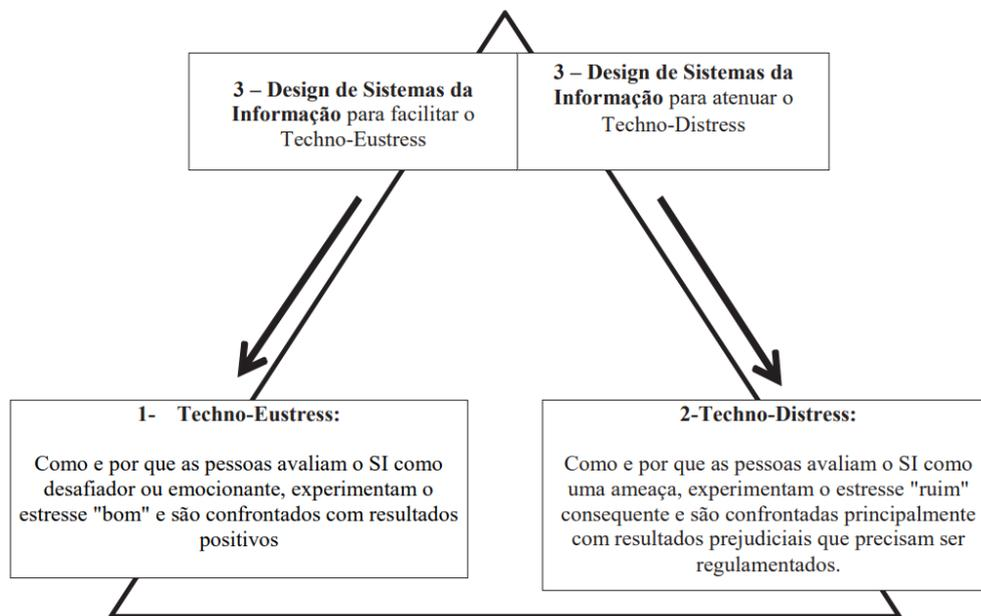 3 – Design de Sistemas da
Informação para facilitar o
Techno-Eustress
3 – Design de Sistemas da
Informação para atenuar o
Techno-Distress
1- Techno-Eustress:
Como e por que as pessoas avaliam o SI como
desafiador ou emocionante, experimentam o
estresse "bom" e são confrontados com resultados
positivos
2-Techno-Distress:
Como e por que as pessoas avaliam o SI como
uma ameaça, experimentam o estresse "ruim"
consequente e são confrontadas principalmente
com resultados prejudiciais que precisam ser
regulamentados.